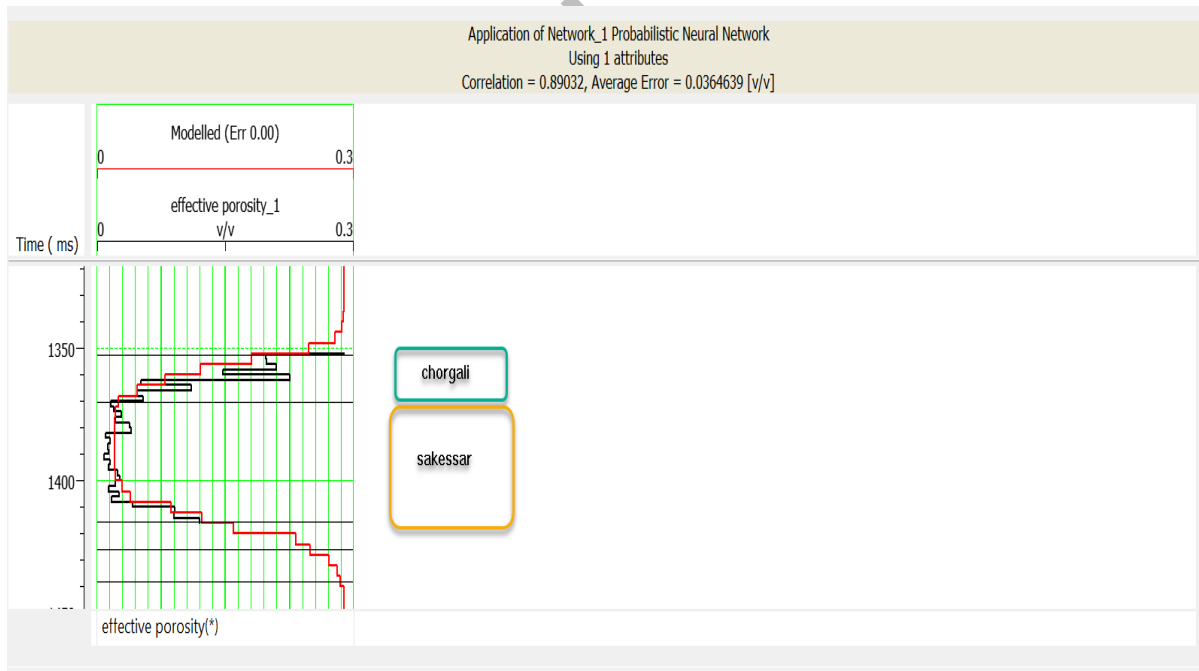 Application of Network_1 Probabilistic Neural Network
Using 1 attributes
Correlation = 0.89032, Average Error = 0.0364639 [v/v]
Modelled (Err 0.00)
0 0.3
effective porosity_1
0 v/v 0.3
Time ( ms)
1350
chorgali
sakessar
1400
effective porosity(*)